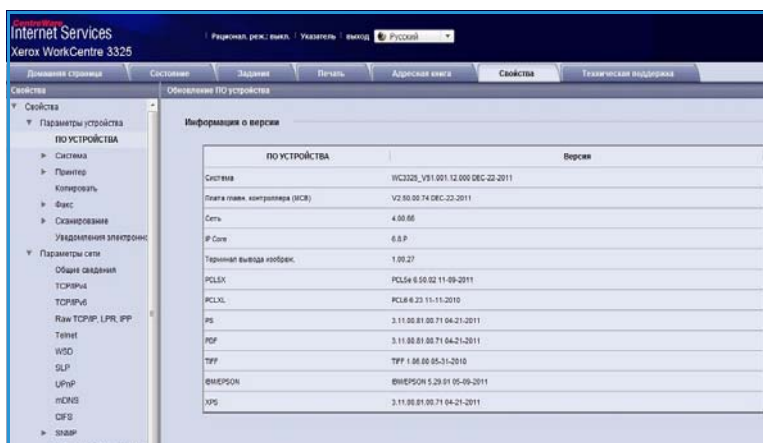 CentreWare
Internet Services
Xerox WorkCentre 3325
Рационал. реж.: выкл. Указатель выход Русский
Домашняя страница Состояние Задания Печать Адресная книга Свойства Техническая поддержка
Свойства Обновление ПО устройства
Свойства
Параметры устройства
ПО УСТРОЙСТВА
Система
Принтер
Копировать
Факс
Сканирование
Уведомления электронн
Параметры сети
Общие сведения
TCP/IPv4
TCP/IPv6
Raw TCP/IP, LPR, IPP
Telnet
WSD
SLP
UPnP
mDNS
CIFS
SNMP
Информация о версии
ПО УСТРОЙСТВА Версия
Система WC3325_V51.001.12.000 DEC-22-2011
Плата главн. контроллера (MCB) V2.50.00.74 DEC-22-2011
Сеть 4.00.66
IP Core 6.8.P
Терминал вывода изображ. 1.00.27
PCL5X PCL5e 6.50.02 11-09-2011
PCLXL PCL6 6.23 11-11-2010
PS 3.11.00.81.00.71 04-21-2011
PDF 3.11.00.81.00.71 04-21-2011
TIFF TIFF 1.06.00 05-31-2010
IBM/EPSON IBM/EPSON 5.29.01 05-09-2011
XPS 3.11.00.81.00.71 04-21-2011